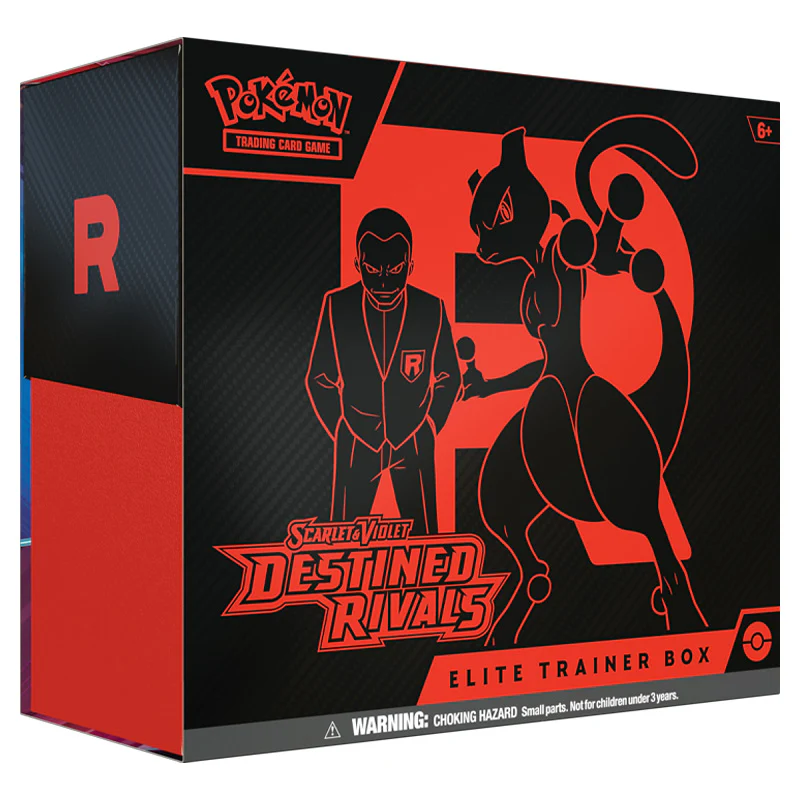 POKéMON™
TRADING CARD GAME
6+
R
R
SCARLET & VIOLET
DESTINED
RIVALS
ELITE TRAINER BOX
WARNING: CHOKING HAZARD Small parts. Not for children under 3 years.